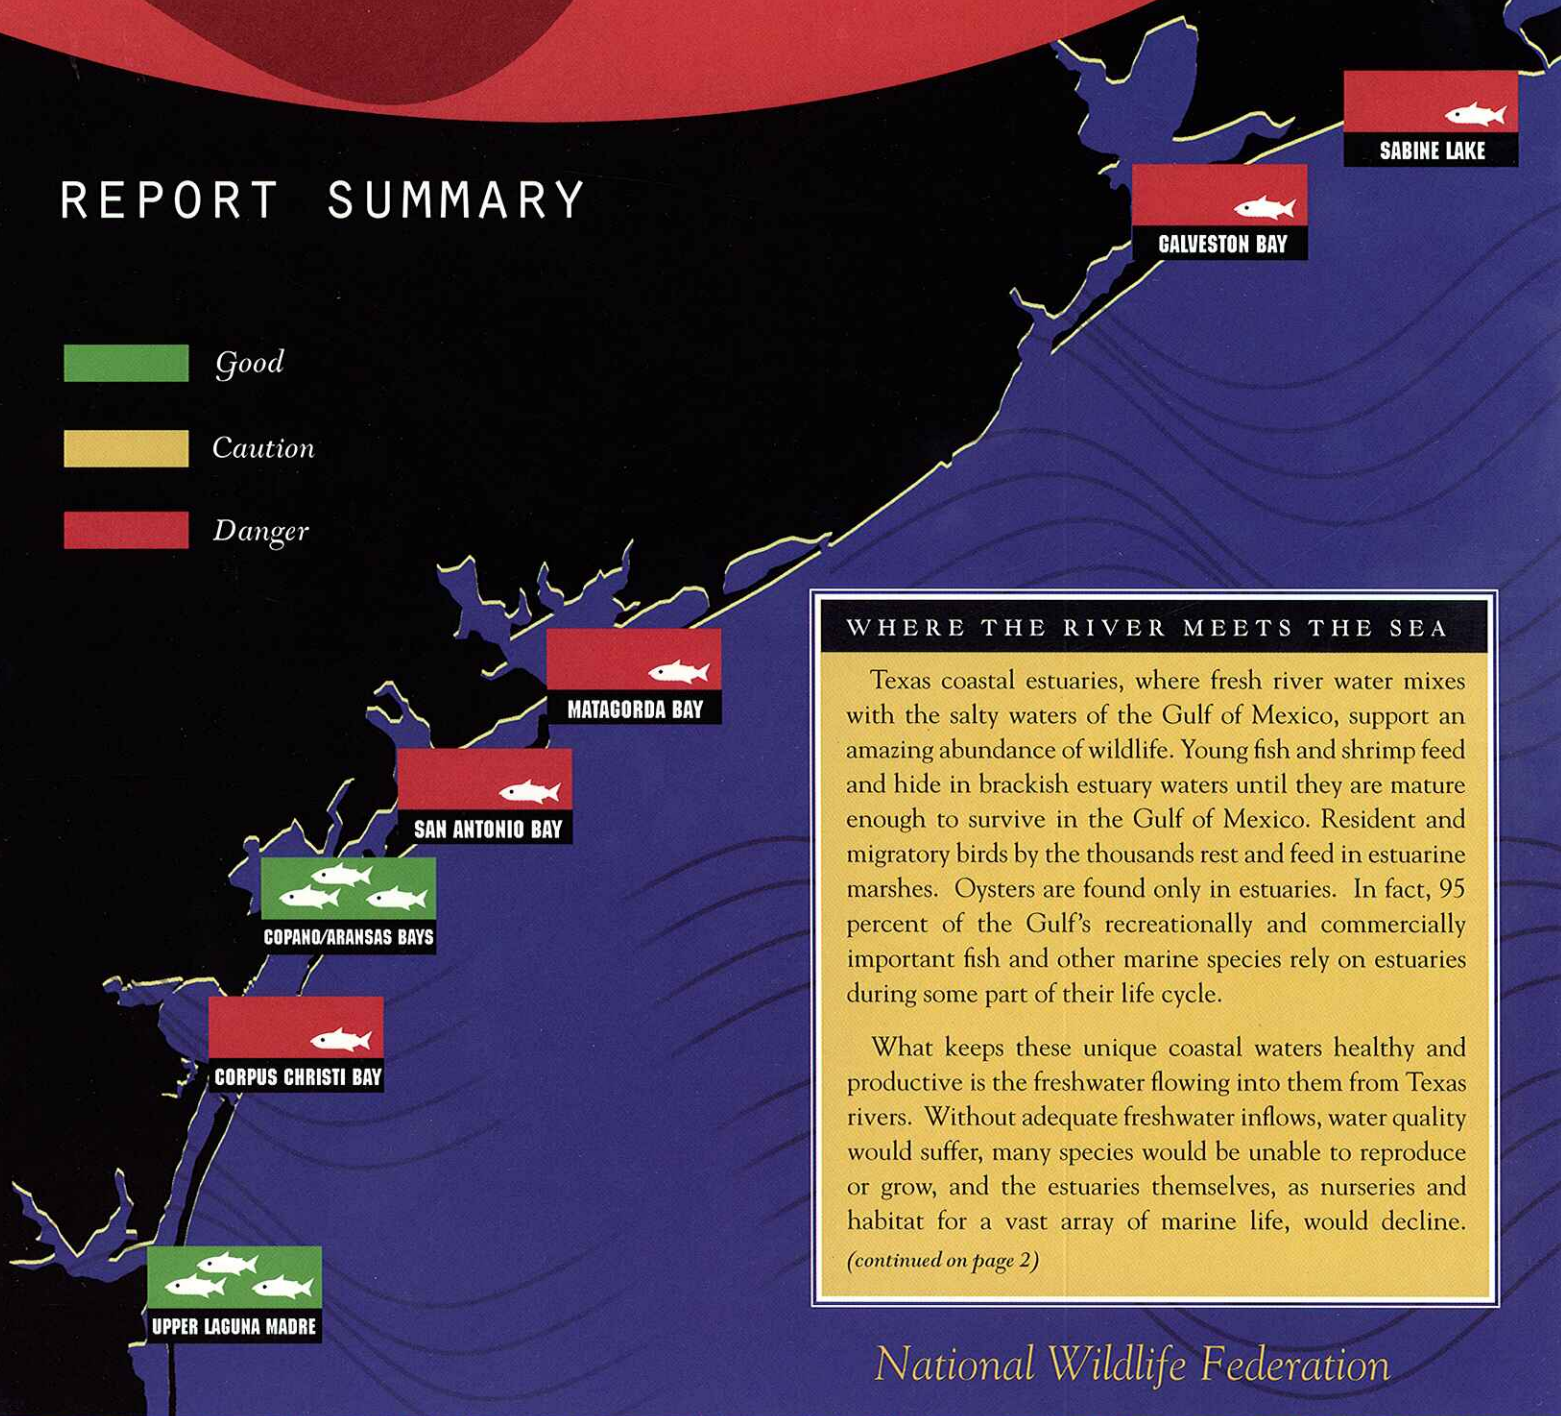 REPORT SUMMARY
Good
Caution
Danger
SABINE LAKE
GALVESTON BAY
MATAGORDA BAY
SAN ANTONIO BAY
COPANO/ARANSAS BAYS
CORPUS CHRISTI BAY
UPPER LAGUNA MADRE
WHERE THE RIVER MEETS THE SEA
Texas coastal estuaries, where fresh river water mixes
with the salty waters of the Gulf of Mexico, support an
amazing abundance of wildlife. Young fish and shrimp feed
and hide in brackish estuary waters until they are mature
enough to survive in the Gulf of Mexico. Resident and
migratory birds by the thousands rest and feed in estuarine
marshes. Oysters are found only in estuaries. In fact, 95
percent of the Gulf's recreationally and commercially
important fish and other marine species rely on estuaries
during some part of their life cycle.
What keeps these unique coastal waters healthy and
productive is the freshwater flowing into them from Texas
rivers. Without adequate freshwater inflows, water quality
would suffer, many species would be unable to reproduce
or grow, and the estuaries themselves, as nurseries and
habitat for a vast array of marine life, would decline.
(continued on page 2)
National Wildlife Federation